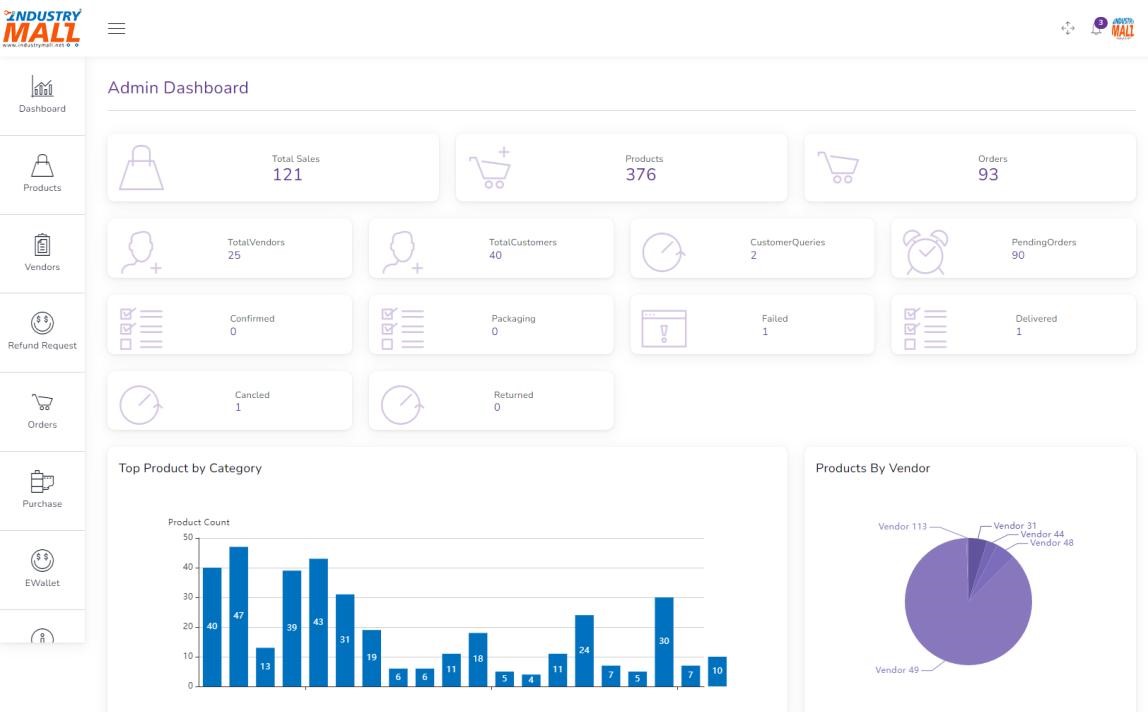 INDUSTRY
MALL
www.industrymall.net
3
Admin Dashboard
Dashboard
Products
Vendors
Refund Request
Orders
Purchase
EWallet
Total Sales
121
Products
376
Orders
93
TotalVendors
25
TotalCustomers
40
CustomerQueries
2
PendingOrders
90
Confirmed
0
Packaging
0
Failed
1
Delivered
1
Cancled
1
Returned
0
Top Product by Category
Product Count
50
40
30
20
10
0
40
47
13
39
43
31
19
6
6
11
18
5
4
11
24
7
5
30
7
10
Products By Vendor
Vendor 113
Vendor 31
Vendor 44
Vendor 48
Vendor 49